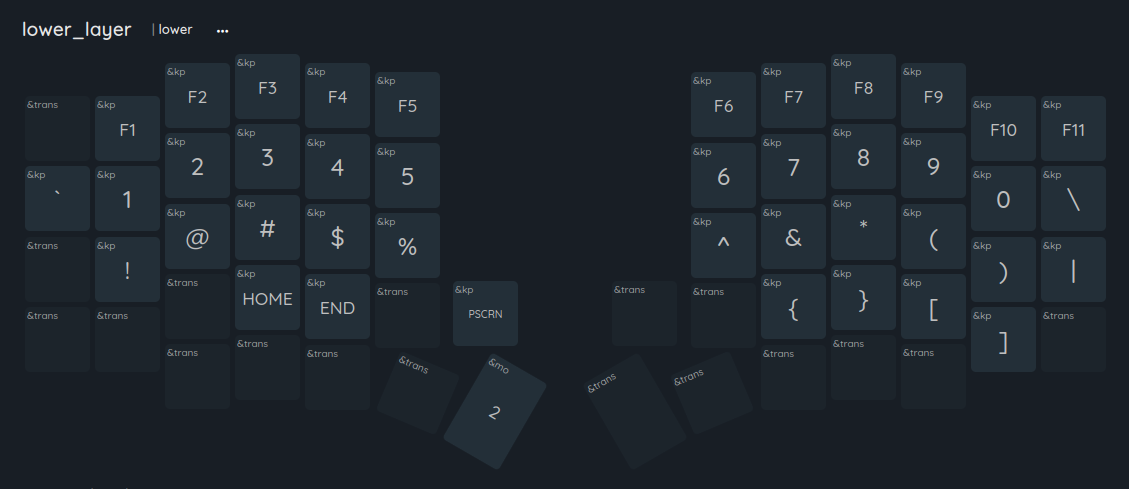 lower_layer | lower ...
&trans &kp F1 &kp F2 &kp F3 &kp F4 &kp F5 &kp F6 &kp F7 &kp F8 &kp F9 &kp F10 &kp F11
&kp ` &kp 1 &kp 2 &kp 3 &kp 4 &kp 5 &kp 6 &kp 7 &kp 8 &kp 9 &kp 0 &kp \
&trans &kp ! &kp @ &kp # &kp $ &kp % &kp ^ &kp & &kp * &kp ( &kp ) &kp |
&trans &trans &trans &kp HOME &kp END &trans &kp PSCRN &trans &trans &kp { &kp } &kp [ &kp ] &trans
&trans &trans &trans &trans &mo 2 &trans &trans &trans &trans &trans